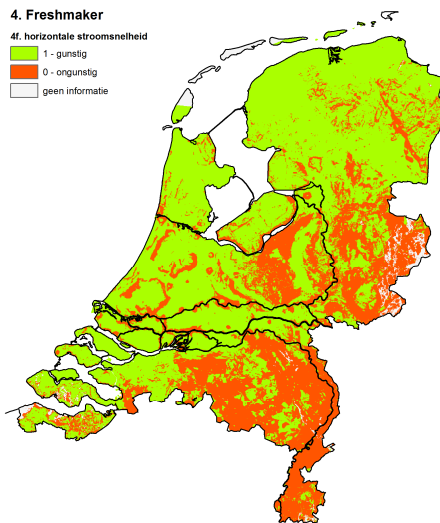 4. Freshmaker
4f. horizontale stroomsnelheid
1 - gunstig
0 - ongunstig
geen informatie